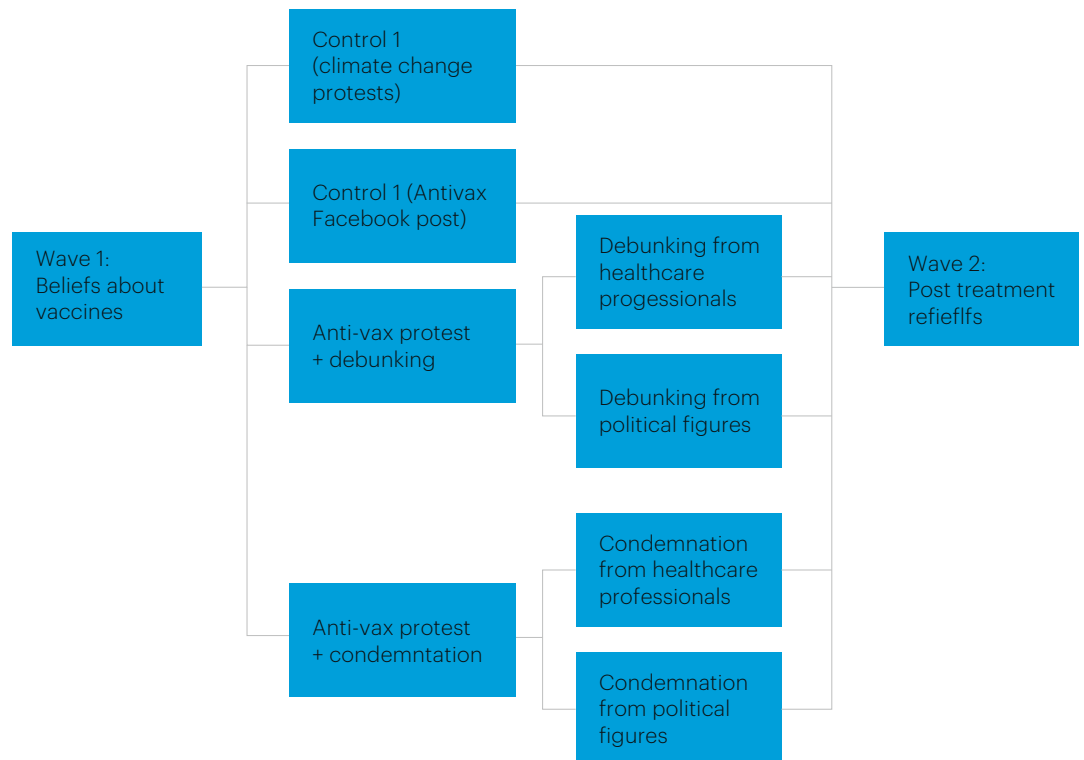 Wave 1:
Beliefs about
vaccines
Control 1
(climate change
protests)
Control 1 (Antivax
Facebook post)
Anti-vax protest
+ debunking
Anti-vax protest
+ condemntation
Debunking from
healthcare
progessionals
Debunking from
political figures
Condemnation
from healthcare
professionals
Condemnation
from political
figures
Wave 2:
Post treatment
refieflfs